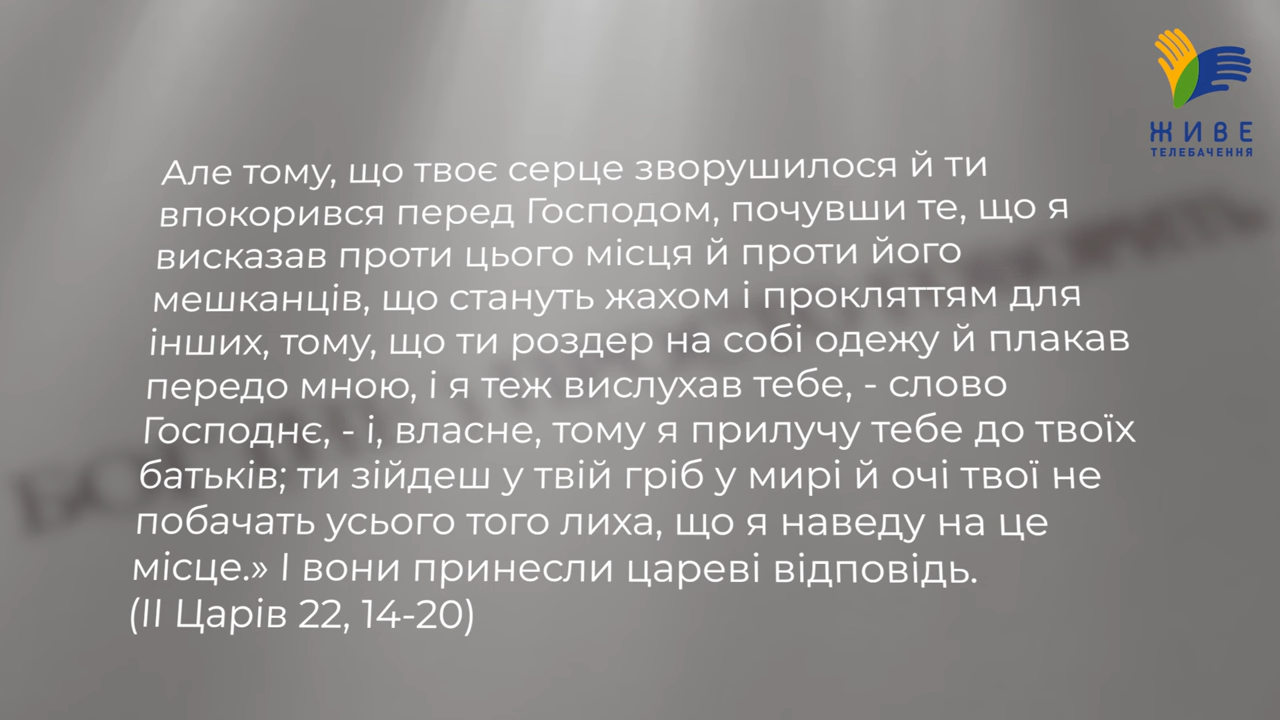 ЖИВЕ
ТЕЛЕБАЧЕННЯ
Але тому, що твоє серце зворушилося й ти
впокорився перед Господом, почувши те, що я
висказав проти цього місця й проти його
мешканців, що стануть жахом і прокляттям для
інших, тому, що ти роздер на собі одежу й плакав
передо мною, і я теж вислухав тебе, - слово
Господнє, - і, власне, тому я прилучу тебе до твоїх
батьків; ти зійдеш у твій гріб у мирі й очі твої не
побачать усього того лиха, що я наведу на це
місце.» І вони принесли цареві відповідь.
(ІІ Царів 22, 14-20)